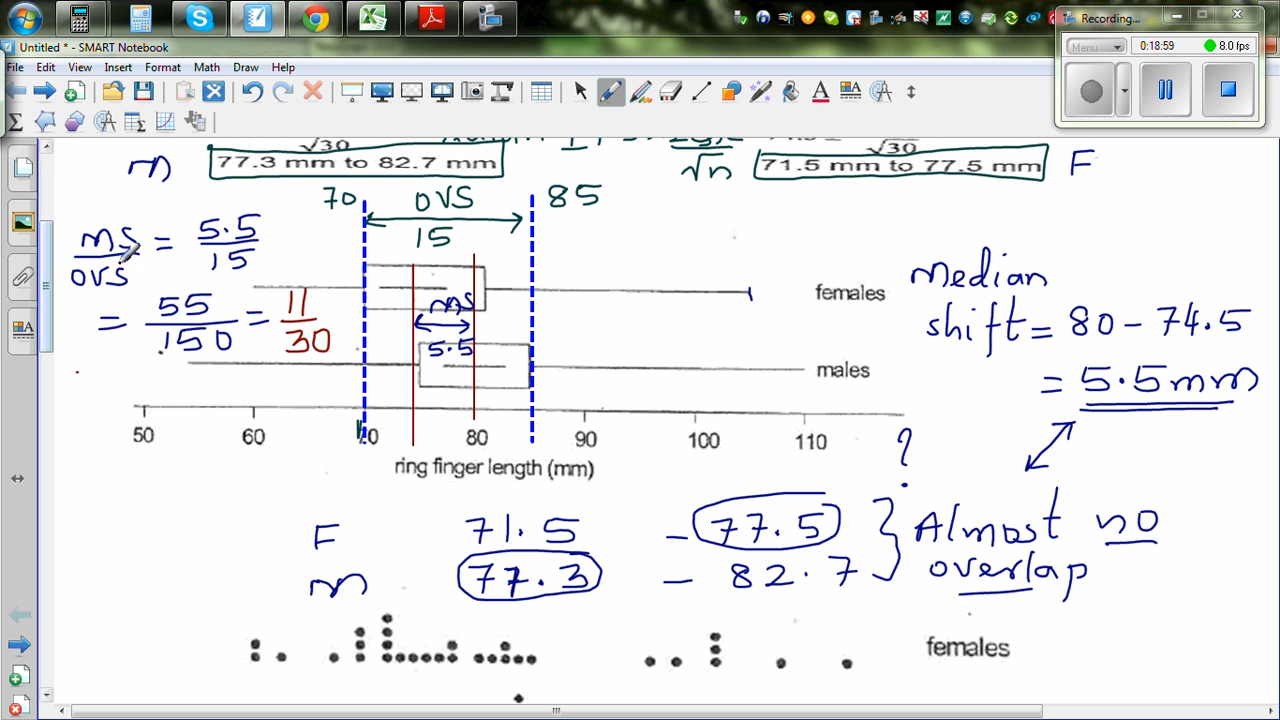 Recording...
Menu
0:18:59
8.0 fps
Untitled * - SMART Notebook
File Edit View Insert Format Math Draw Help
√30
√n
√30
m
77.3 mm to 82.7 mm
71.5 mm to 77.5 mm
F
70
OVS
85
15
MS/OVS = 5.5/15
= 55/150 = 11/30
MS
5.5
females
males
Median
shift = 80 - 74.5
= 5.5mm
50 60 70 80 90 100 110
ring finger length (mm)
?
F 71.5 - 77.5
m 77.3 - 82.7
} Almost no
overlap
females